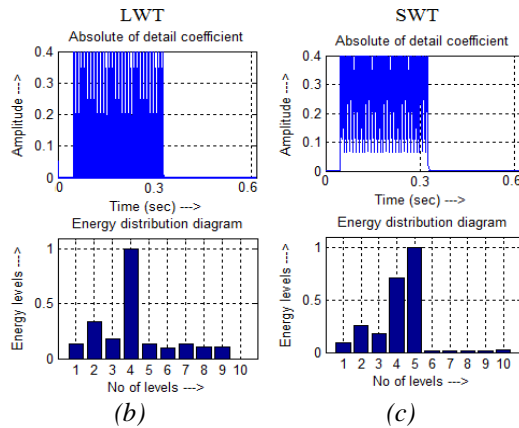 LWT
Absolute of detail coefficient
Amplitude --->
0.4
0.3
0.2
0.1
0
0 0.3 0.6
Time (sec) --->
Energy distribution diagram
Energy levels --->
1
0.5
0
1 2 3 4 5 6 7 8 9 10
No of levels --->
(b)
SWT
Absolute of detail coefficient
Amplitude --->
0.4
0.3
0.2
0.1
0
0 0.3 0.6
Time (sec) --->
Energy distribution diagram
Energy levels --->
1
0.5
0
1 2 3 4 5 6 7 8 9 10
No of levels --->
(c)